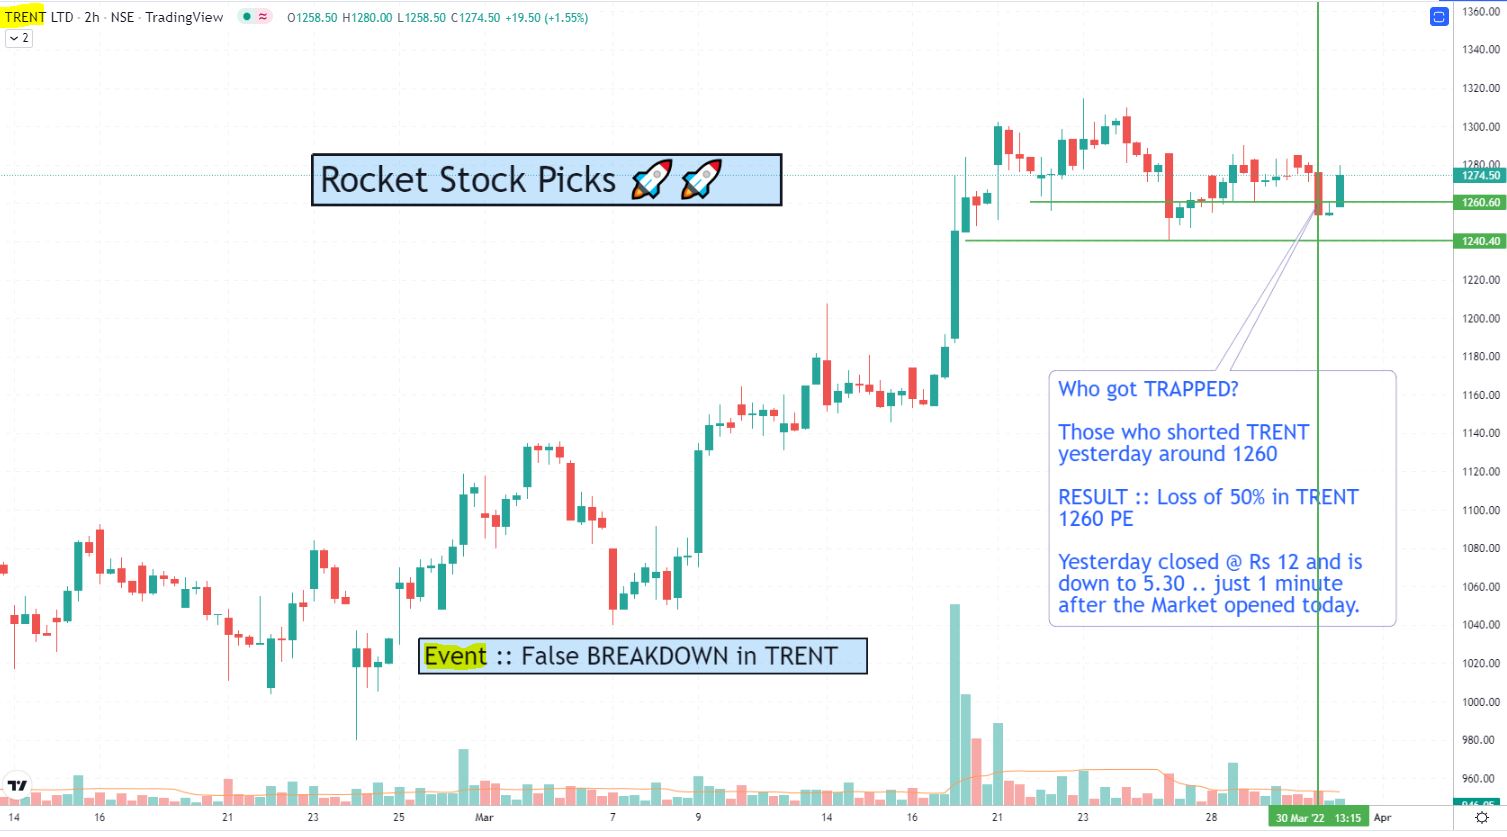 TRENT LTD · 2h · NSE · TradingView O1258.50 H1280.00 L1258.50 C1274.50 +19.50 (+1.55%)
2
Rocket Stock Picks 🚀 🚀
Who got TRAPPED?
Those who shorted TRENT
yesterday around 1260
RESULT :: Loss of 50% in TRENT
1260 PE
Yesterday closed @ Rs 12 and is
down to 5.30 .. just 1 minute
after the Market opened today.
Event :: False BREAKDOWN in TRENT
1360.00
1340.00
1320.00
1300.00
1280.00
1274.50
1260.60
1240.40
1220.00
1200.00
1180.00
1160.00
1140.00
1120.00
1100.00
1080.00
1060.00
1040.00
1020.00
1000.00
980.00
960.00
14 16 21 23 25 Mar 3 7 9 14 16 21 23 28 30 Mar '22 13:15 Apr